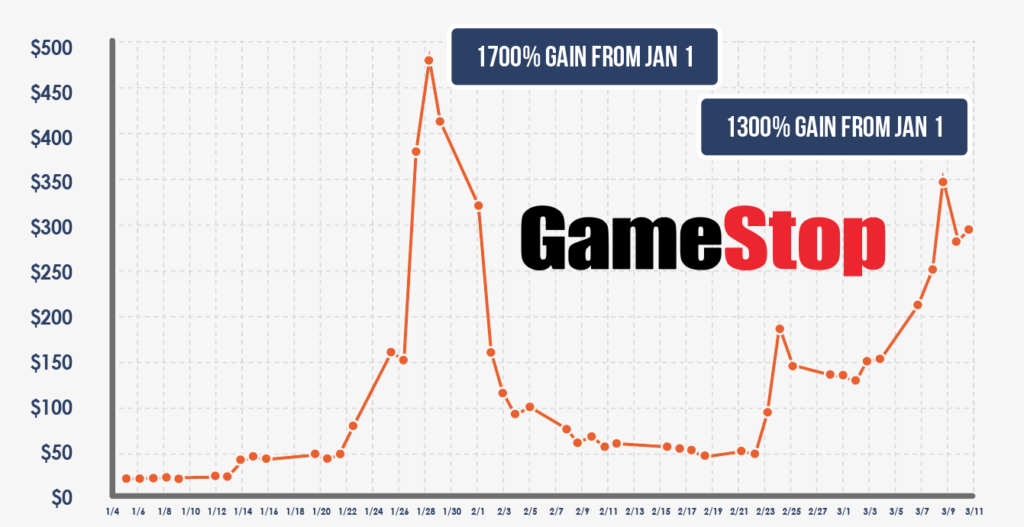 $500
1700% GAIN FROM JAN 1
$450
1300% GAIN FROM JAN 1
$400
$350
$300
GameStop
$250
$200
$150
$100
$50
$0
1/4 1/6 1/8 1/10 1/12 1/14 1/16 1/18 1/20 1/22 1/24 1/26 1/28 1/30 2/1 2/3 2/5 2/7 2/9 2/11 2/13 2/15 2/17 2/19 2/21 2/23 2/25 2/27 3/1 3/3 3/5 3/7 3/9 3/11